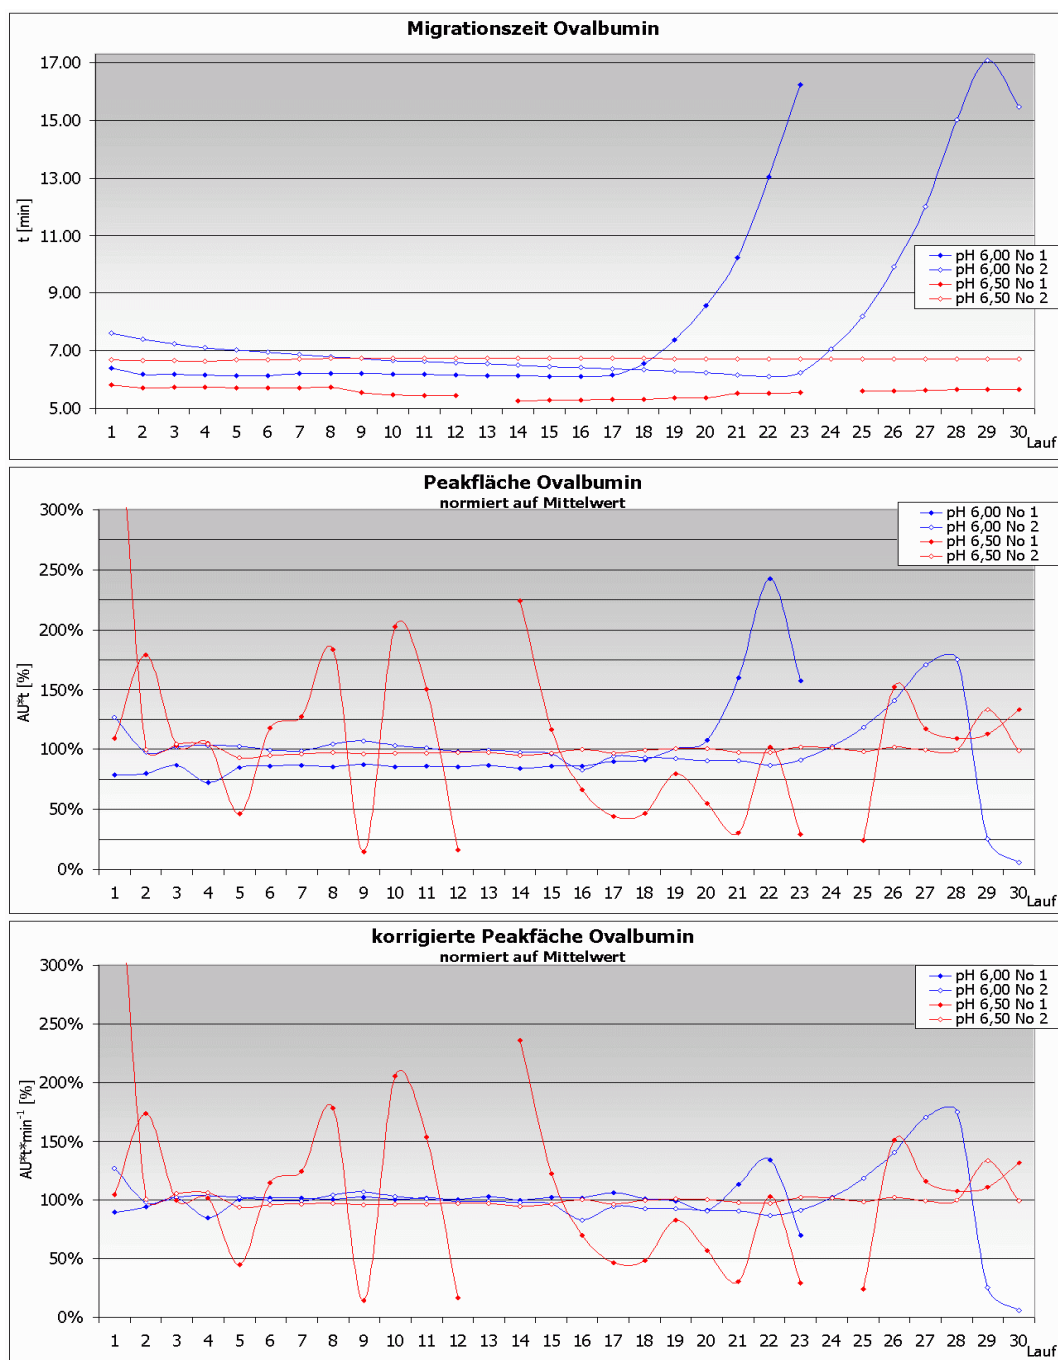 Migrationszeit Ovalbumin
17.00
15.00
13.00
11.00
9.00
7.00
5.00
t [min]
pH 6,00 No 1
pH 6,00 No 2
pH 6,50 No 1
pH 6,50 No 2
1 2 3 4 5 6 7 8 9 10 11 12 13 14 15 16 17 18 19 20 21 22 23 24 25 26 27 28 29 30
Lauf
Peakfläche Ovalbumin
normiert auf Mittelwert
300%
250%
200%
150%
100%
50%
0%
AU*t [%]
pH 6,00 No 1
pH 6,00 No 2
pH 6,50 No 1
pH 6,50 No 2
1 2 3 4 5 6 7 8 9 10 11 12 13 14 15 16 17 18 19 20 21 22 23 24 25 26 27 28 29 30
Lauf
korrigierte Peakfäche Ovalbumin
normiert auf Mittelwert
300%
250%
200%
150%
100%
50%
0%
AU*t*min⁻¹ [%]
pH 6,00 No 1
pH 6,00 No 2
pH 6,50 No 1
pH 6,50 No 2
1 2 3 4 5 6 7 8 9 10 11 12 13 14 15 16 17 18 19 20 21 22 23 24 25 26 27 28 29 30
Lauf